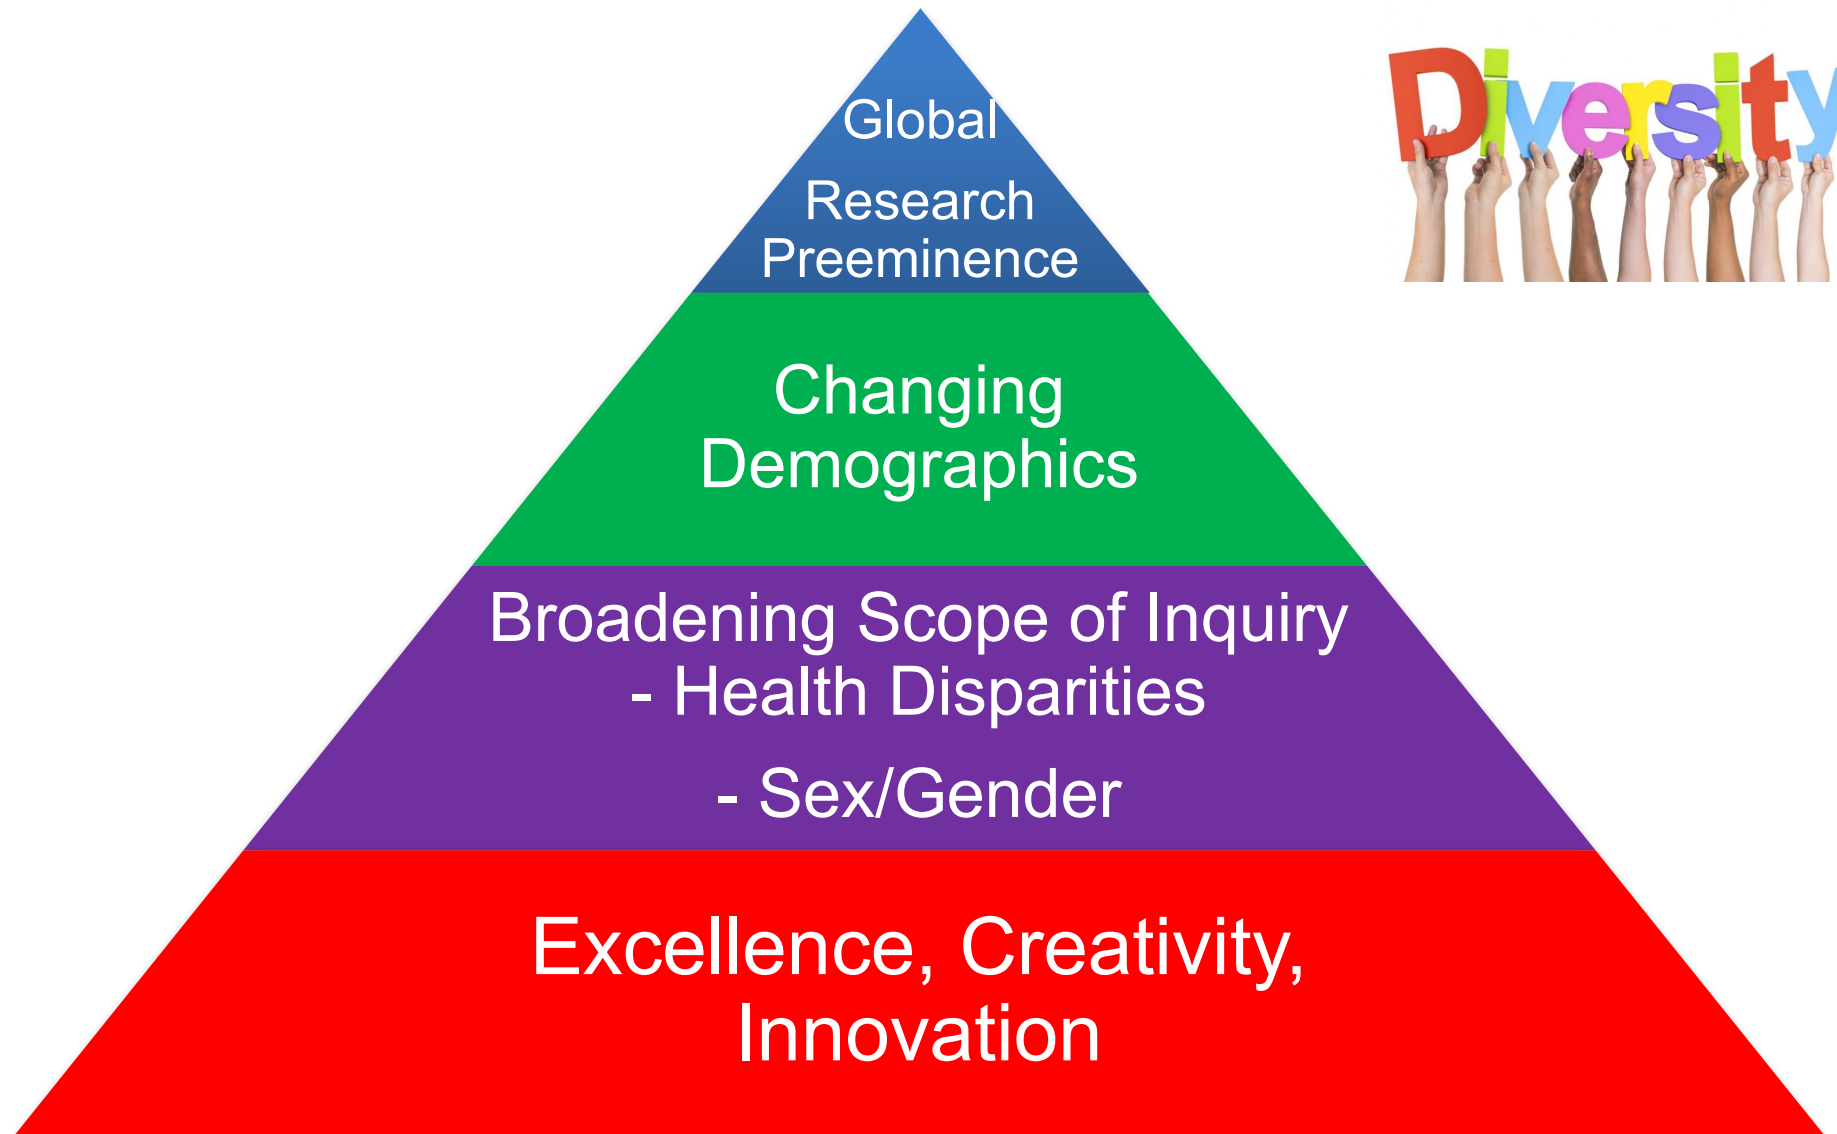 Diversity
Global
Research
Preeminence
Changing
Demographics
Broadening Scope of Inquiry
- Health Disparities
- Sex/Gender
Excellence, Creativity,
Innovation